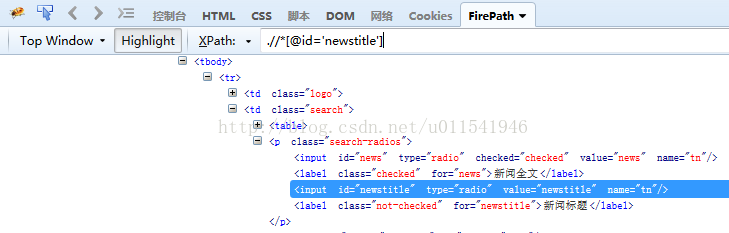 控制台 HTML CSS 脚本 DOM 网络 Cookies FirePath
Top Window Highlight XPath: .//*[@id='newstitle']
<tbody>
<tr>
<td class="logo">
<td class="search">
<table>
<p class="search-radios">
<input id="news" type="radio" checked="checked" value="news" name="tn"/>
<label class="checked" for="news">新闻全文</label>
<input id="newstitle" type="radio" value="newstitle" name="tn"/>
<label class="not-checked" for="newstitle">新闻标题</label>
</p>
http://blog.csdn.net/u011541946